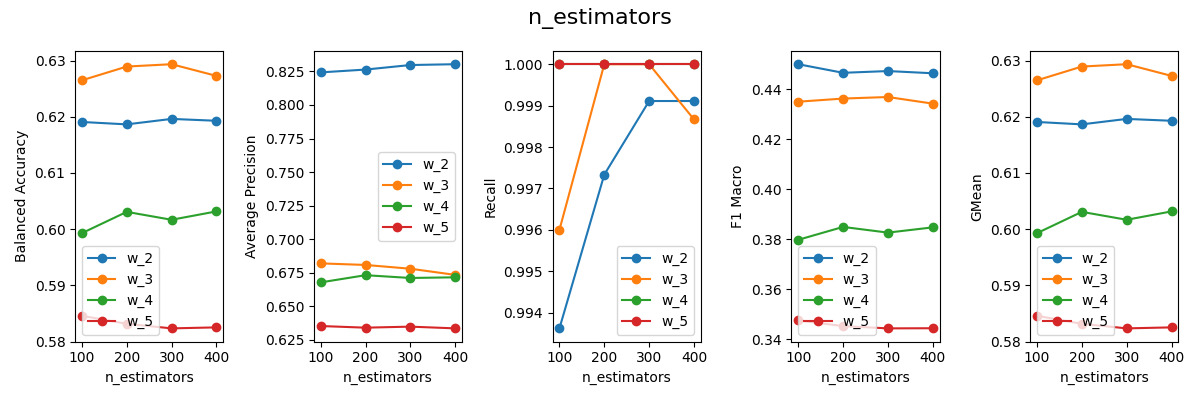 n_estimators
Balanced Accuracy
0.63
0.62
0.61
0.60
0.59
0.58
w_2
w_3
w_4
w_5
100 200 300 400
n_estimators
Average Precision
0.825
0.800
0.775
0.750
0.725
0.700
0.675
0.650
0.625
w_2
w_3
w_4
w_5
100 200 300 400
n_estimators
Recall
1.000
0.999
0.998
0.997
0.996
0.995
0.994
w_2
w_3
w_4
w_5
100 200 300 400
n_estimators
F1 Macro
0.44
0.42
0.40
0.38
0.36
0.34
w_2
w_3
w_4
w_5
100 200 300 400
n_estimators
GMean
0.63
0.62
0.61
0.60
0.59
0.58
w_2
w_3
w_4
w_5
100 200 300 400
n_estimators